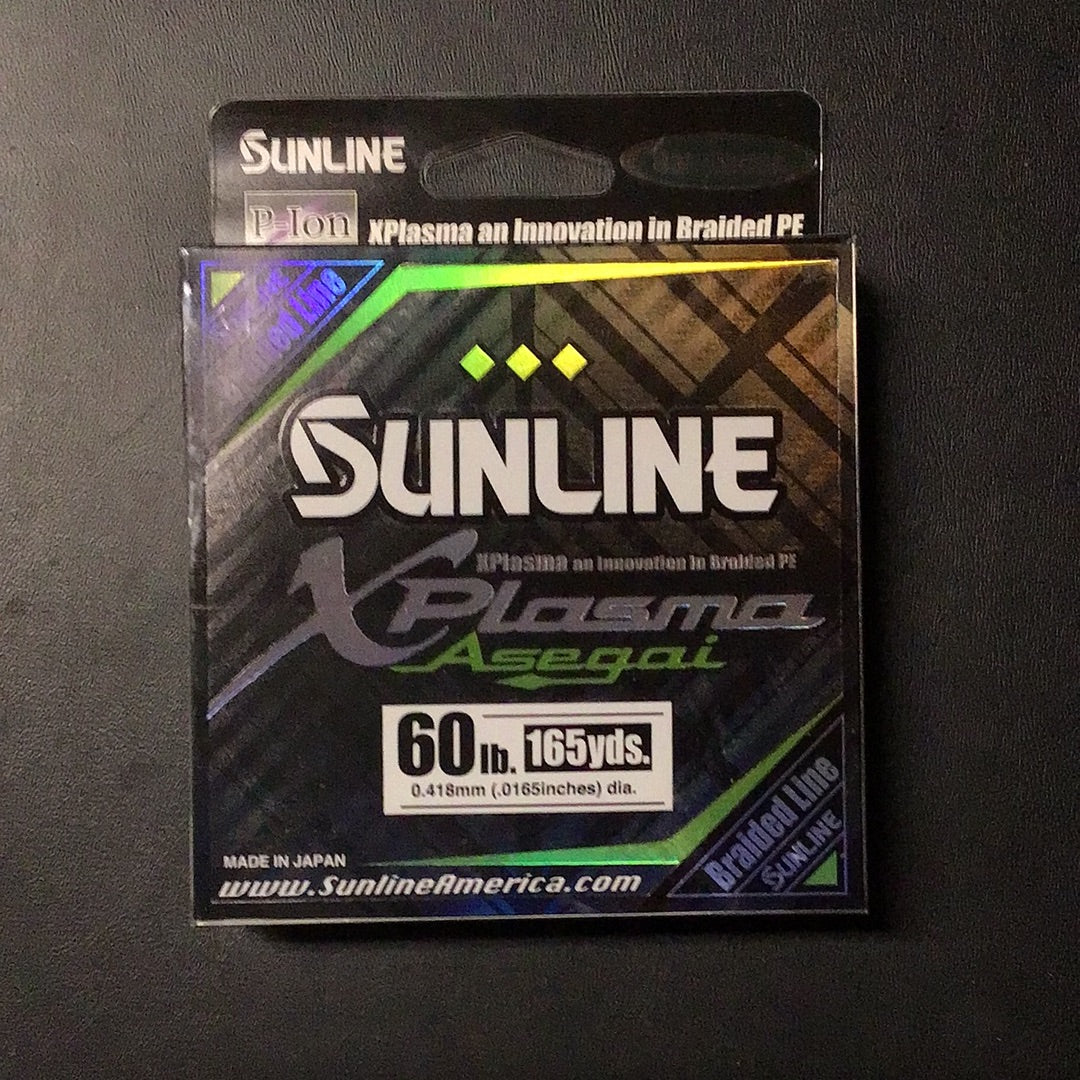 SUNLINE
P-Ion
XPlasma an Innovation in Braided PE
Line
SUNLINE
XPlasma an Innovation in Braided PE
XPlasma
Asegai
60lb. 165yds.
0.418mm (.0165inches) dia.
Braided Line
SUNLINE
MADE IN JAPAN
www.SunlineAmerica.com